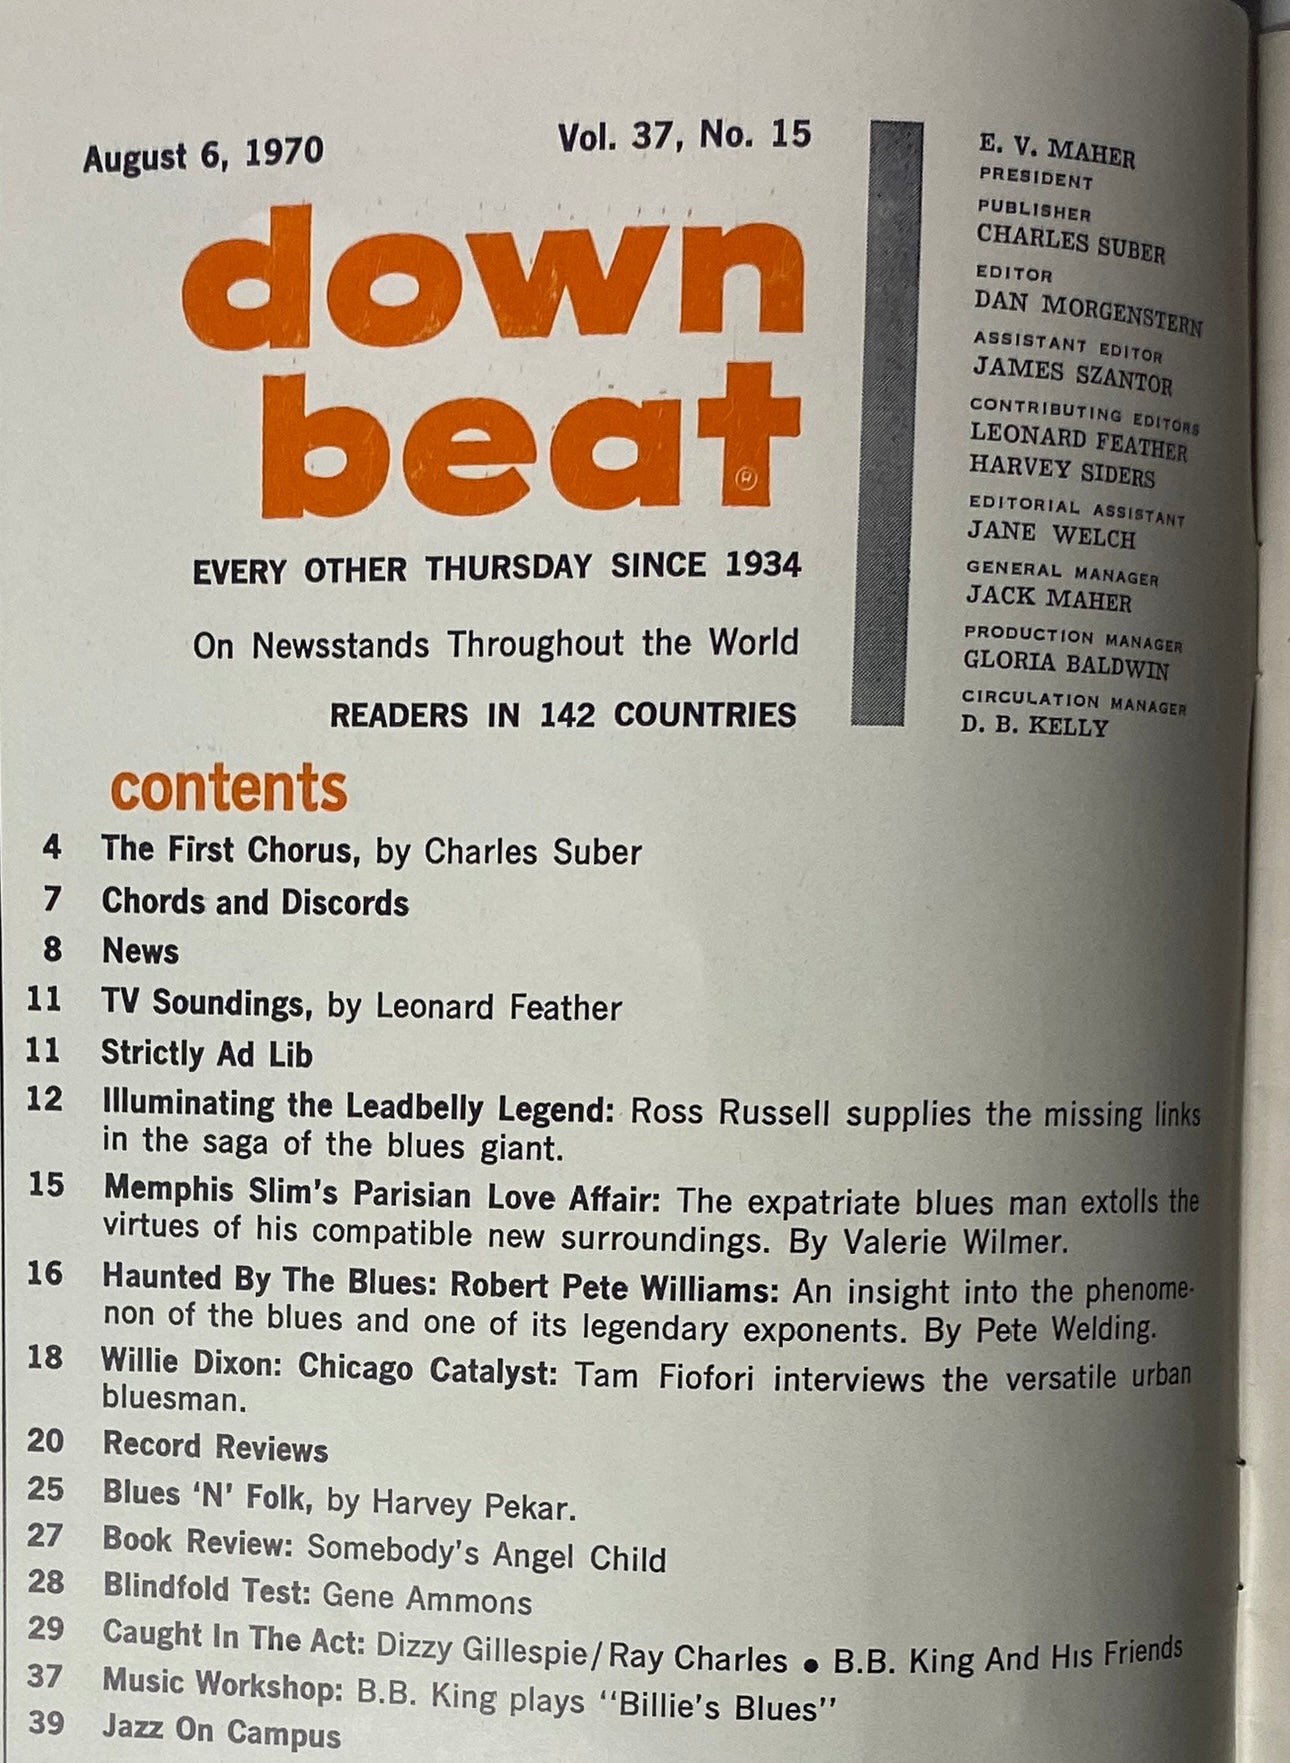 August 6, 1970
Vol. 37, No. 15
down
beat
®
EVERY OTHER THURSDAY SINCE 1934
On Newsstands Throughout the World
READERS IN 142 COUNTRIES
E. V. MAHER
PRESIDENT
PUBLISHER
CHARLES SUBER
EDITOR
DAN MORGENSTERN
ASSISTANT EDITOR
JAMES SZANTOR
CONTRIBUTING EDITORS
LEONARD FEATHER
HARVEY SIDERS
EDITORIAL ASSISTANT
JANE WELCH
GENERAL MANAGER
JACK MAHER
PRODUCTION MANAGER
GLORIA BALDWIN
CIRCULATION MANAGER
D. B. KELLY
contents
4 The First Chorus, by Charles Suber
7 Chords and Discords
8 News
11 TV Soundings, by Leonard Feather
11 Strictly Ad Lib
12 Illuminating the Leadbelly Legend: Ross Russell supplies the missing links
in the saga of the blues giant.
15 Memphis Slim's Parisian Love Affair: The expatriate blues man extolls the
virtues of his compatible new surroundings. By Valerie Wilmer.
16 Haunted By The Blues: Robert Pete Williams: An insight into the phenome-
non of the blues and one of its legendary exponents. By Pete Welding.
18 Willie Dixon: Chicago Catalyst: Tam Fiofori interviews the versatile urban
bluesman.
20 Record Reviews
25 Blues 'N' Folk, by Harvey Pekar.
27 Book Review: Somebody's Angel Child
28 Blindfold Test: Gene Ammons
29 Caught In The Act: Dizzy Gillespie/Ray Charles • B.B. King And His Friends
37 Music Workshop: B.B. King plays "Billie's Blues"
39 Jazz On Campus